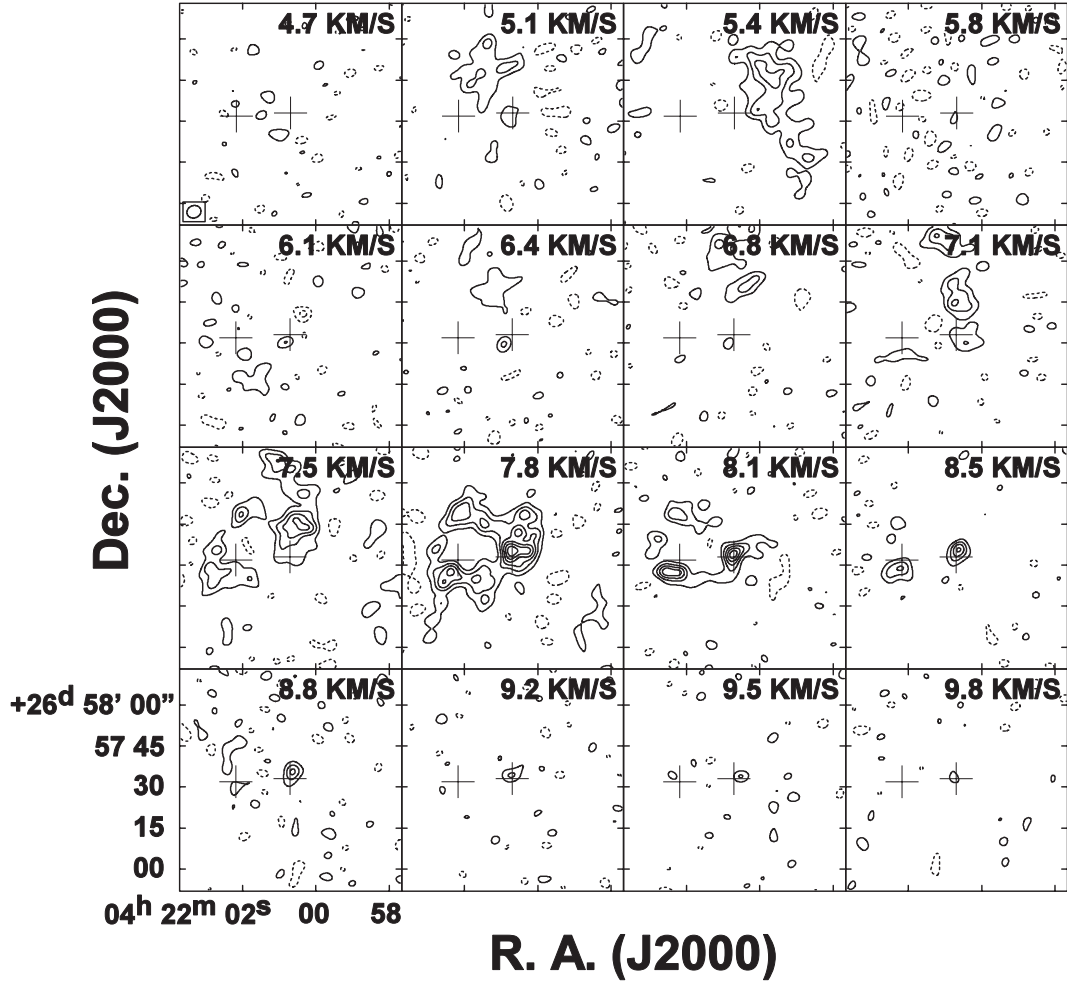 4.7 KM/S 5.1 KM/S 5.4 KM/S 5.8 KM/S
6.1 KM/S 6.4 KM/S 6.8 KM/S 7.1 KM/S
7.5 KM/S 7.8 KM/S 8.1 KM/S 8.5 KM/S
8.8 KM/S 9.2 KM/S 9.5 KM/S 9.8 KM/S
Dec. (J2000)
+26d 58’ 00”
57 45
30
15
00
04h 22m 02s 00 58
R. A. (J2000)